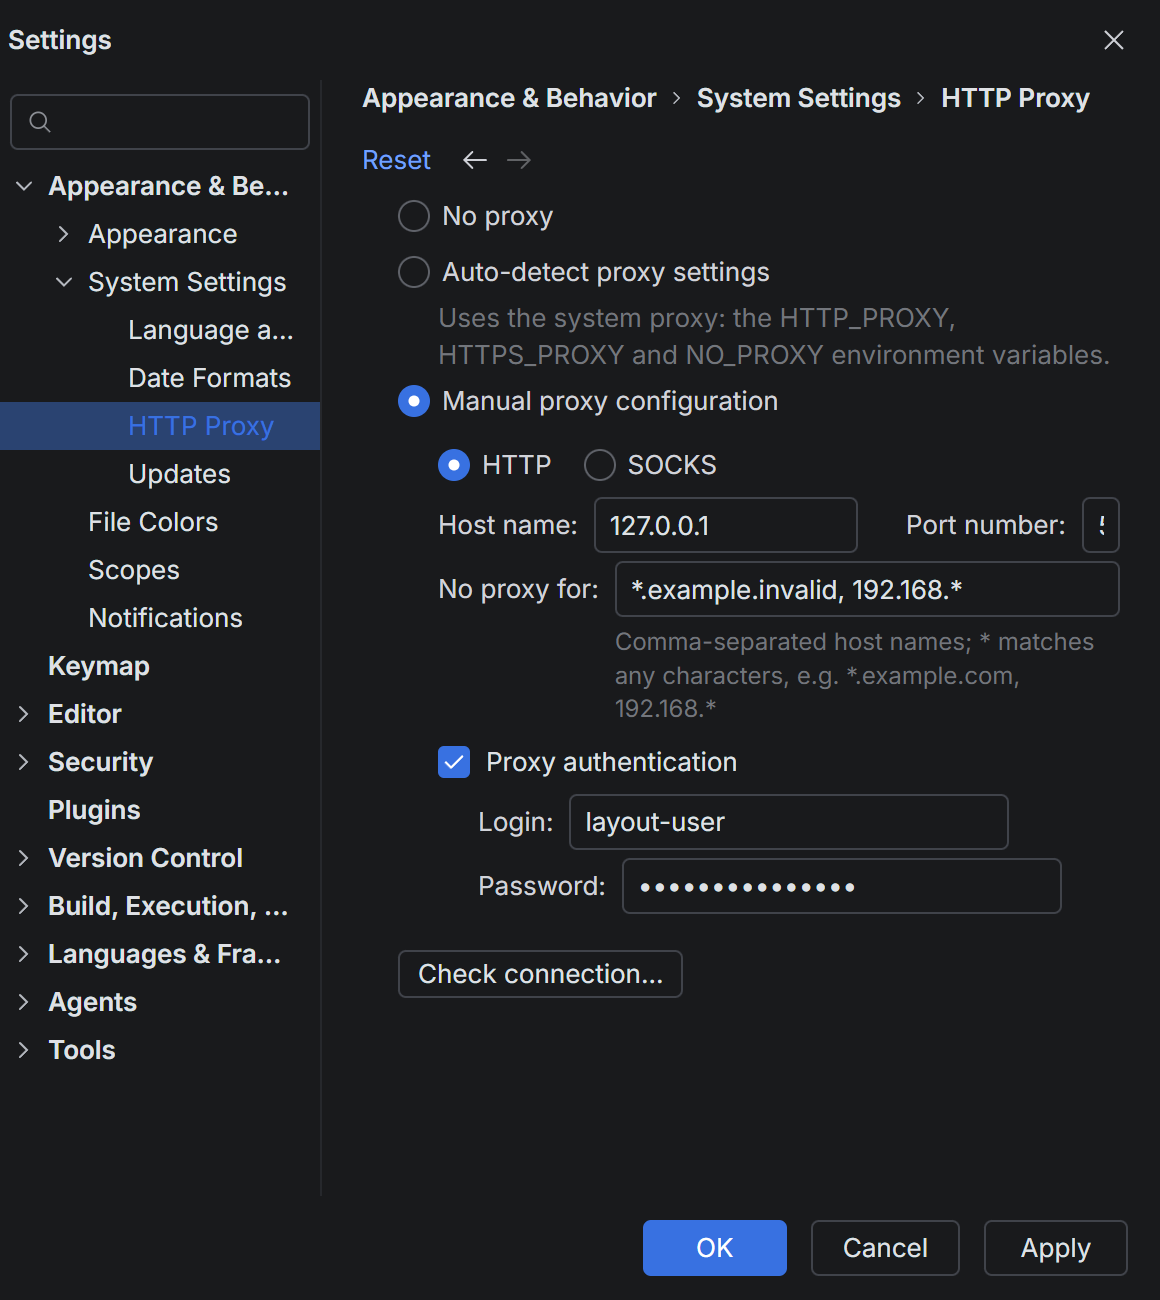 Settings
Appearance & Be...
Appearance
System Settings
Language a...
Date Formats
HTTP Proxy
Updates
File Colors
Scopes
Notifications
Keymap
Editor
Security
Plugins
Version Control
Build, Execution, ...
Languages & Fra...
Agents
Tools
Appearance & Behavior › System Settings › HTTP Proxy
Reset
No proxy
Auto-detect proxy settings
Uses the system proxy: the HTTP_PROXY,
HTTPS_PROXY and NO_PROXY environment variables.
Manual proxy configuration
HTTP SOCKS
Host name: 127.0.0.1 Port number:
No proxy for: *.example.invalid, 192.168.*
Comma-separated host names; * matches
any characters, e.g. *.example.com,
192.168.*
Proxy authentication
Login: layout-user
Password: •••••••••••••••
Check connection...
OK Cancel Apply